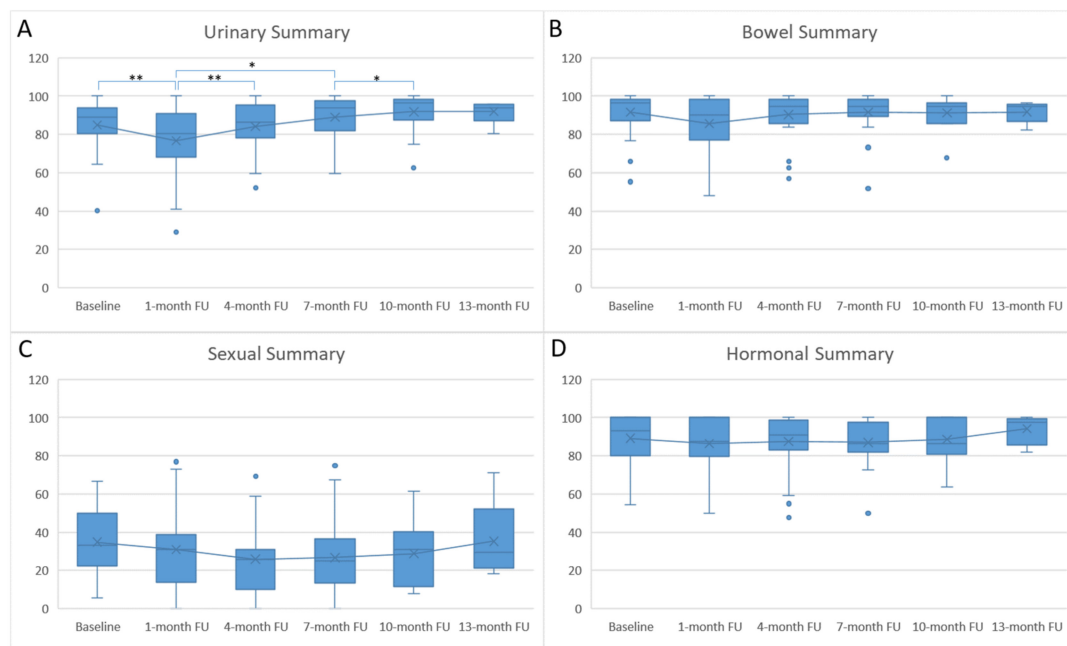 A
Urinary Summary
120
100
80
60
40
20
0
**
**
*
*
Baseline 1-month FU 4-month FU 7-month FU 10-month FU 13-month FU
B
Bowel Summary
120
100
80
60
40
20
0
Baseline 1-month FU 4-month FU 7-month FU 10-month FU 13-month FU
C
Sexual Summary
120
100
80
60
40
20
0
Baseline 1-month FU 4-month FU 7-month FU 10-month FU 13-month FU
D
Hormonal Summary
120
100
80
60
40
20
0
Baseline 1-month FU 4-month FU 7-month FU 10-month FU 13-month FU